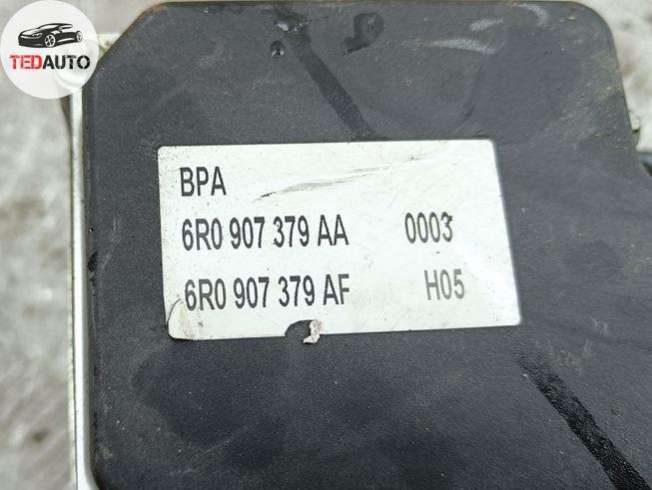 TEDAUTO
BPA
6R0 907 379 AA 0003
6R0 907 379 AF H05